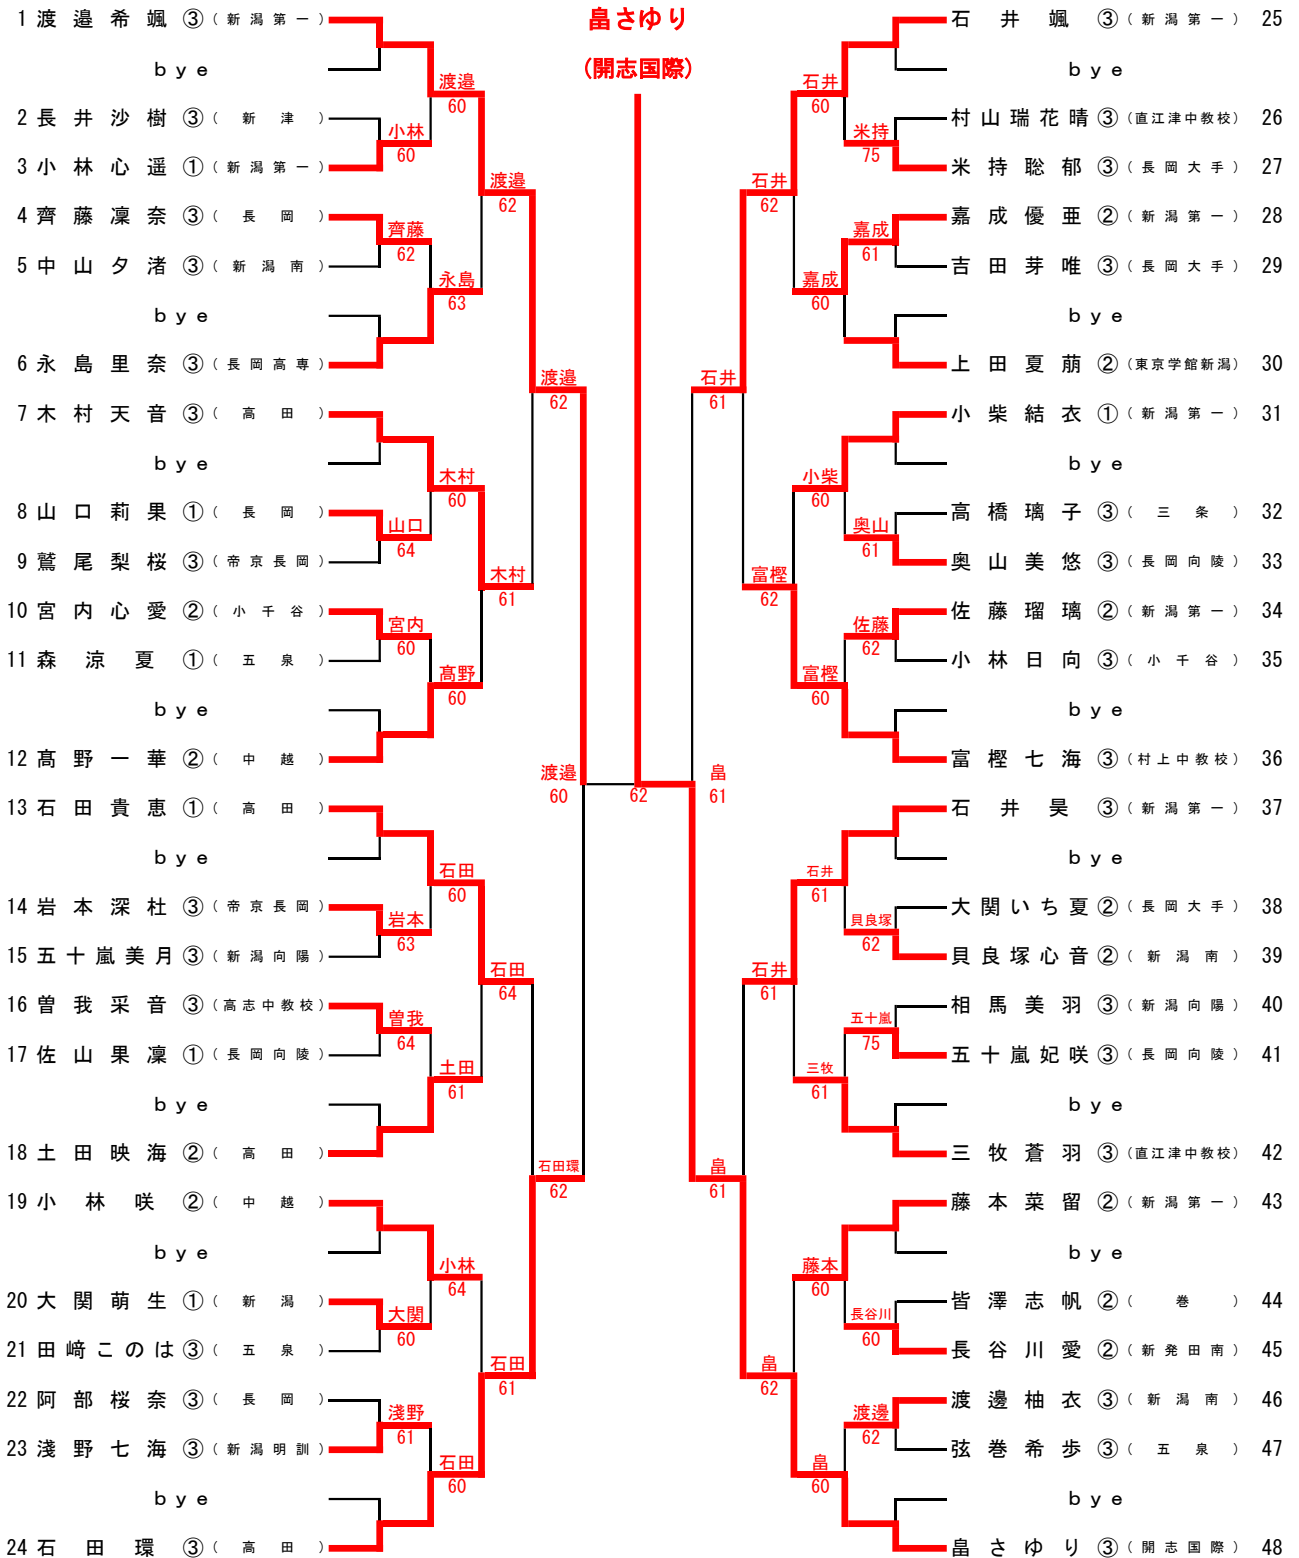 畠さゆり
(開志国際)
1 渡邉希颯 ③ (新潟第一)
bye
2 長井沙樹 ③ (新津)
3 小林心遥 ① (新潟第一)
4 齊藤凜奈 ③ (長岡)
5 中山夕渚 ③ (新潟南)
bye
6 永島里奈 ③ (長岡高専)
7 木村天音 ③ (高田)
bye
8 山口莉果 ① (長岡)
9 鷲尾梨桜 ③ (帝京長岡)
10 宮内心愛 ② (小千谷)
11 森涼夏 ① (五泉)
bye
12 髙野一華 ② (中越)
13 石田貴恵 ① (高田)
bye
14 岩本深杜 ③ (帝京長岡)
15 五十嵐美月 ③ (新潟向陽)
16 曽我采音 ③ (高志中教校)
17 佐山果凜 ① (長岡向陵)
bye
18 土田映海 ② (高田)
19 小林咲 ② (中越)
bye
20 大関萌生 ① (新潟)
21 田﨑このは ③ (五泉)
22 阿部桜奈 ③ (長岡)
23 淺野七海 ③ (新潟明訓)
bye
24 石田環 ③ (高田)
小林
60
齊藤
62
山口
64
宮内
60
岩本
63
曽我
64
大関
60
淺野
61
渡邉
60
永島
63
木村
60
髙野
60
石田
60
土田
61
小林
64
石田
60
渡邉
62
木村
61
石田
64
石田
61
渡邉
62
石田環
62
渡邉
60
62
畠
61
石井
61
畠
61
石井
62
富樫
62
石井
61
畠
62
石井
60
嘉成
60
小柴
60
富樫
60
石井
61
三牧
61
藤本
60
畠
60
米持
75
嘉成
61
奥山
61
佐藤
62
貝良塚
62
五十嵐
75
長谷川
60
渡邊
62
石井颯 ③ (新潟第一) 25
bye
村山瑞花晴 ③ (直江津中教校) 26
米持聡郁 ③ (長岡大手) 27
嘉成優亜 ② (新潟第一) 28
吉田芽唯 ③ (長岡大手) 29
bye
上田夏萠 ② (東京学館新潟) 30
小柴結衣 ① (新潟第一) 31
bye
高橋璃子 ③ (三条) 32
奥山美悠 ③ (長岡向陵) 33
佐藤瑠璃 ② (新潟第一) 34
小林日向 ③ (小千谷) 35
bye
富樫七海 ③ (村上中教校) 36
石井昊 ③ (新潟第一) 37
bye
大関いち夏 ② (長岡大手) 38
貝良塚心音 ② (新潟南) 39
相馬美羽 ③ (新潟向陽) 40
五十嵐妃咲 ③ (長岡向陵) 41
bye
三牧蒼羽 ③ (直江津中教校) 42
藤本菜留 ② (新潟第一) 43
bye
皆澤志帆 ② (巻) 44
長谷川愛 ② (新発田南) 45
渡邊柚衣 ③ (新潟南) 46
弦巻希歩 ③ (五泉) 47
bye
畠さゆり ③ (開志国際) 48